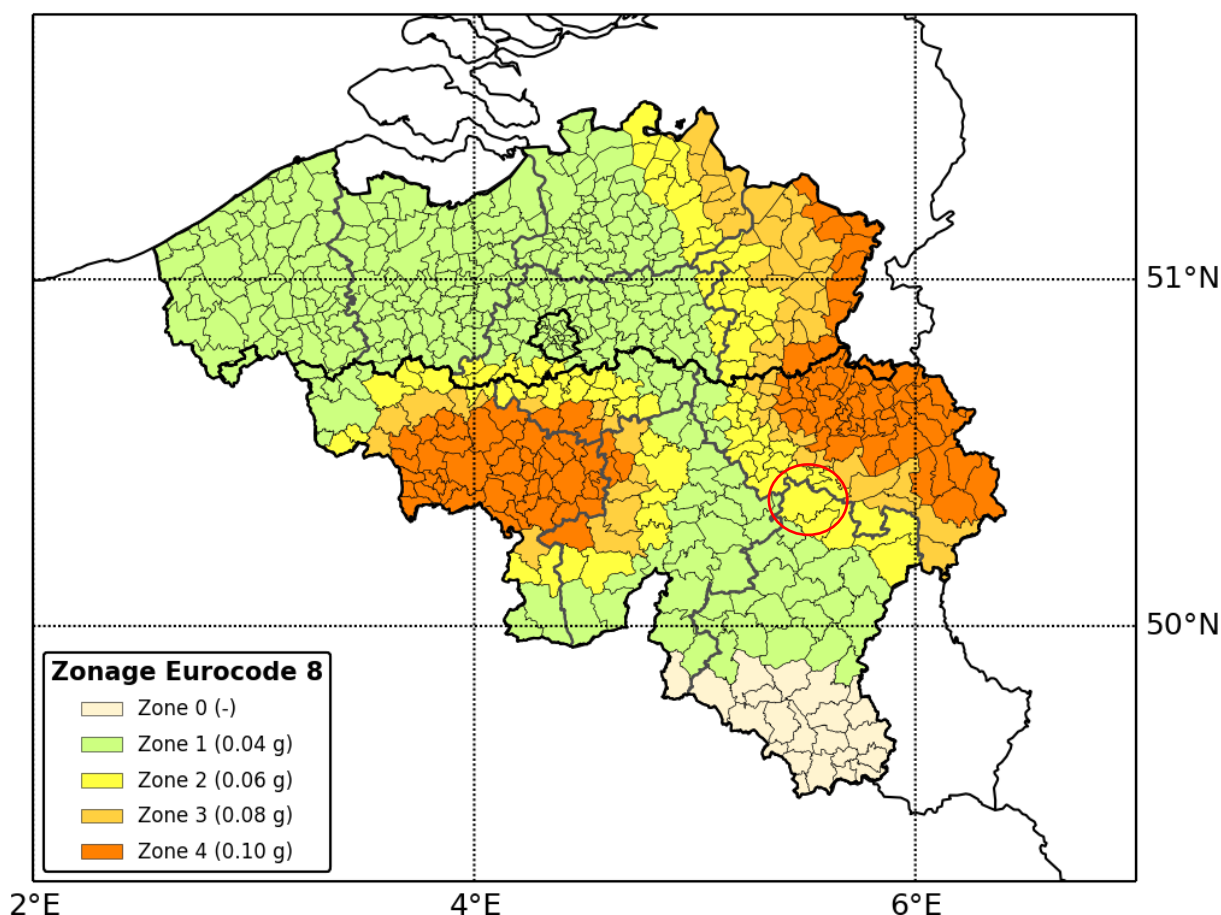 51°N
50°N
Zonage Eurocode 8
Zone 0 (-)
Zone 1 (0.04 g)
Zone 2 (0.06 g)
Zone 3 (0.08 g)
Zone 4 (0.10 g)
2°E 4°E 6°E